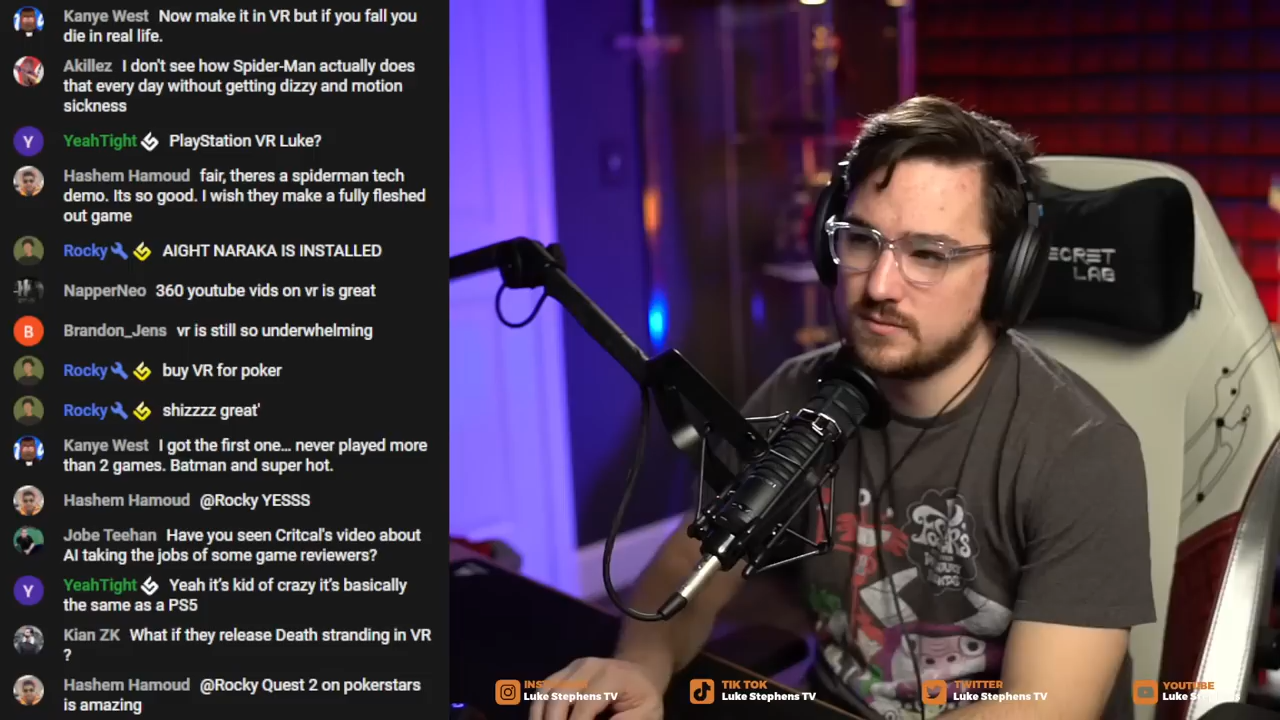 Kanye West Now make it in VR but if you fall you
die in real life.
Akillez I don't see how Spider-Man actually does
that every day without getting dizzy and motion
sickness
Y YeahTight PlayStation VR Luke?
Hashem Hamoud fair, theres a spiderman tech
demo. Its so good. I wish they make a fully fleshed
out game
Rocky AIGHT NARAKA IS INSTALLED
NapperNeo 360 youtube vids on vr is great
B Brandon_Jens vr is still so underwhelming
Rocky buy VR for poker
Rocky shizzzz great'
Kanye West I got the first one... never played more
than 2 games. Batman and super hot.
Hashem Hamoud @Rocky YESSS
Jobe Teehan Have you seen Critcal's video about
AI taking the jobs of some game reviewers?
Y YeahTight Yeah it's kid of crazy it's basically
the same as a PS5
Kian ZK What if they release Death stranding in VR
?
Hashem Hamoud @Rocky Quest 2 on pokerstars
is amazing
ECRET
LAB
INSTAGRAM
Luke Stephens TV
TIK TOK
Luke Stephens TV
TWITTER
Luke Stephens TV
YOUTUBE
Luke